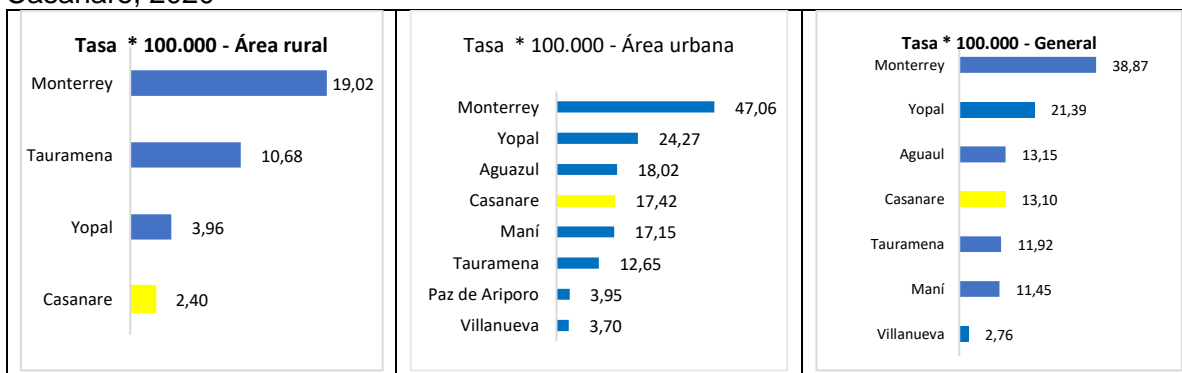 Casanare, 2020
Tasa * 100.000 - Área rural
Monterrey 19,02
Tauramena 10,68
Yopal 3,96
Casanare 2,40
Tasa * 100.000 - Área urbana
Monterrey 47,06
Yopal 24,27
Aguazul 18,02
Casanare 17,42
Maní 17,15
Tauramena 12,65
Paz de Ariporo 3,95
Villanueva 3,70
Tasa * 100.000 - General
Monterrey 38,87
Yopal 21,39
Aguaul 13,15
Casanare 13,10
Tauramena 11,92
Maní 11,45
Villanueva 2,76